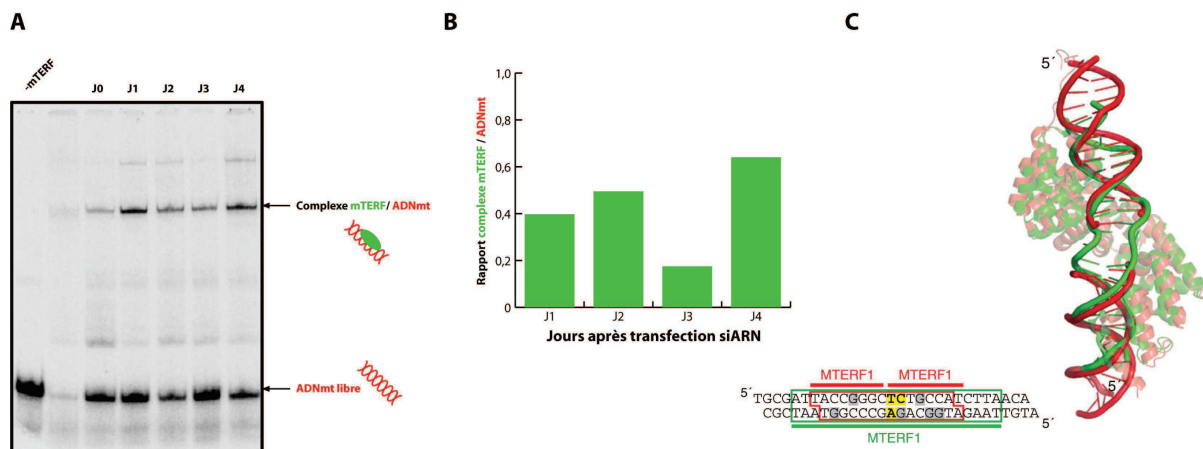 A
-mTERF
J0 J1 J2 J3 J4
Complexe mTERF/ ADNmt
ADNmt libre
B
Rapport complexe mTERF / ADNmt
1,0
0,8
0,6
0,4
0,2
0
J1 J2 J3 J4
Jours après transfection siARN
C
5´
5´
MTERF1 MTERF1
5´
TGCGATTACCGGGCTCTGCCATCTTAACA
CGCTAATGGCCCGAGACGGTAGAATTGTA
5´
MTERF1